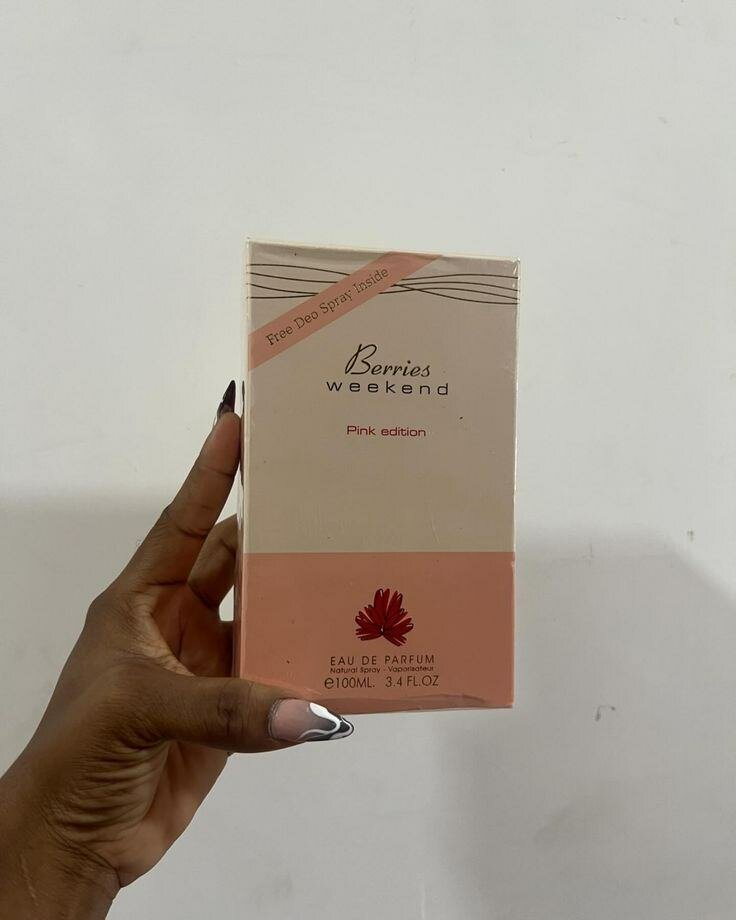 Free Deo Spray Inside
Berries
weekend
Pink edition
EAU DE PARFUM
Natural Spray - Vaporisateur
℮100ML. 3.4 FL.OZ